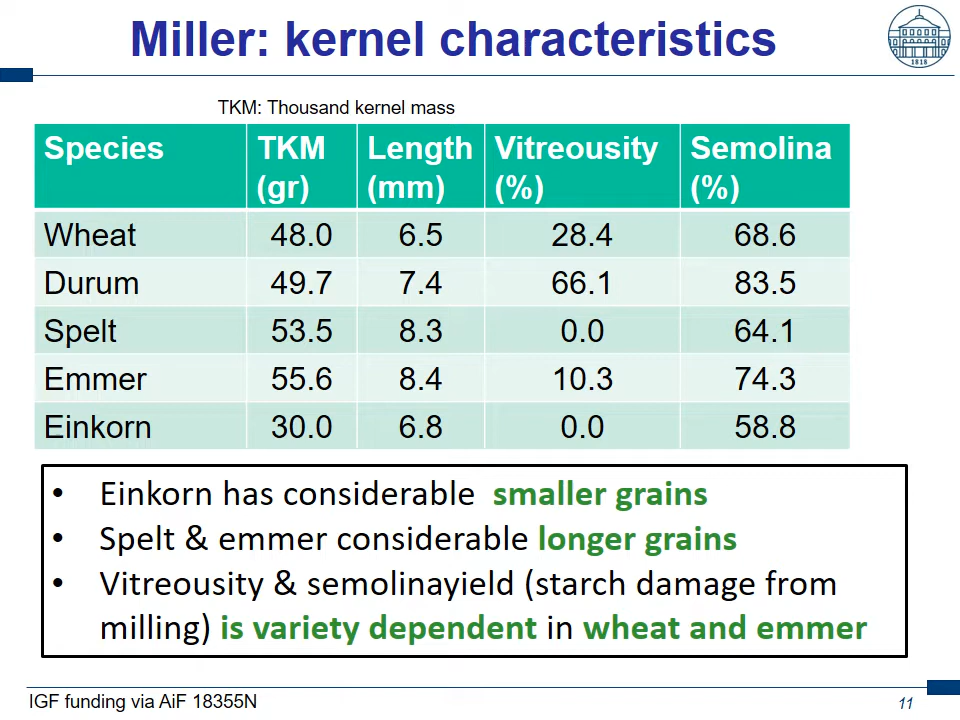 Miller: kernel characteristics
1818
TKM: Thousand kernel mass
Species TKM (gr) Length (mm) Vitreousity (%) Semolina (%)
Wheat 48.0 6.5 28.4 68.6
Durum 49.7 7.4 66.1 83.5
Spelt 53.5 8.3 0.0 64.1
Emmer 55.6 8.4 10.3 74.3
Einkorn 30.0 6.8 0.0 58.8
• Einkorn has considerable smaller grains
• Spelt & emmer considerable longer grains
• Vitreousity & semolinayield (starch damage from
milling) is variety dependent in wheat and emmer
IGF funding via AiF 18355N
11